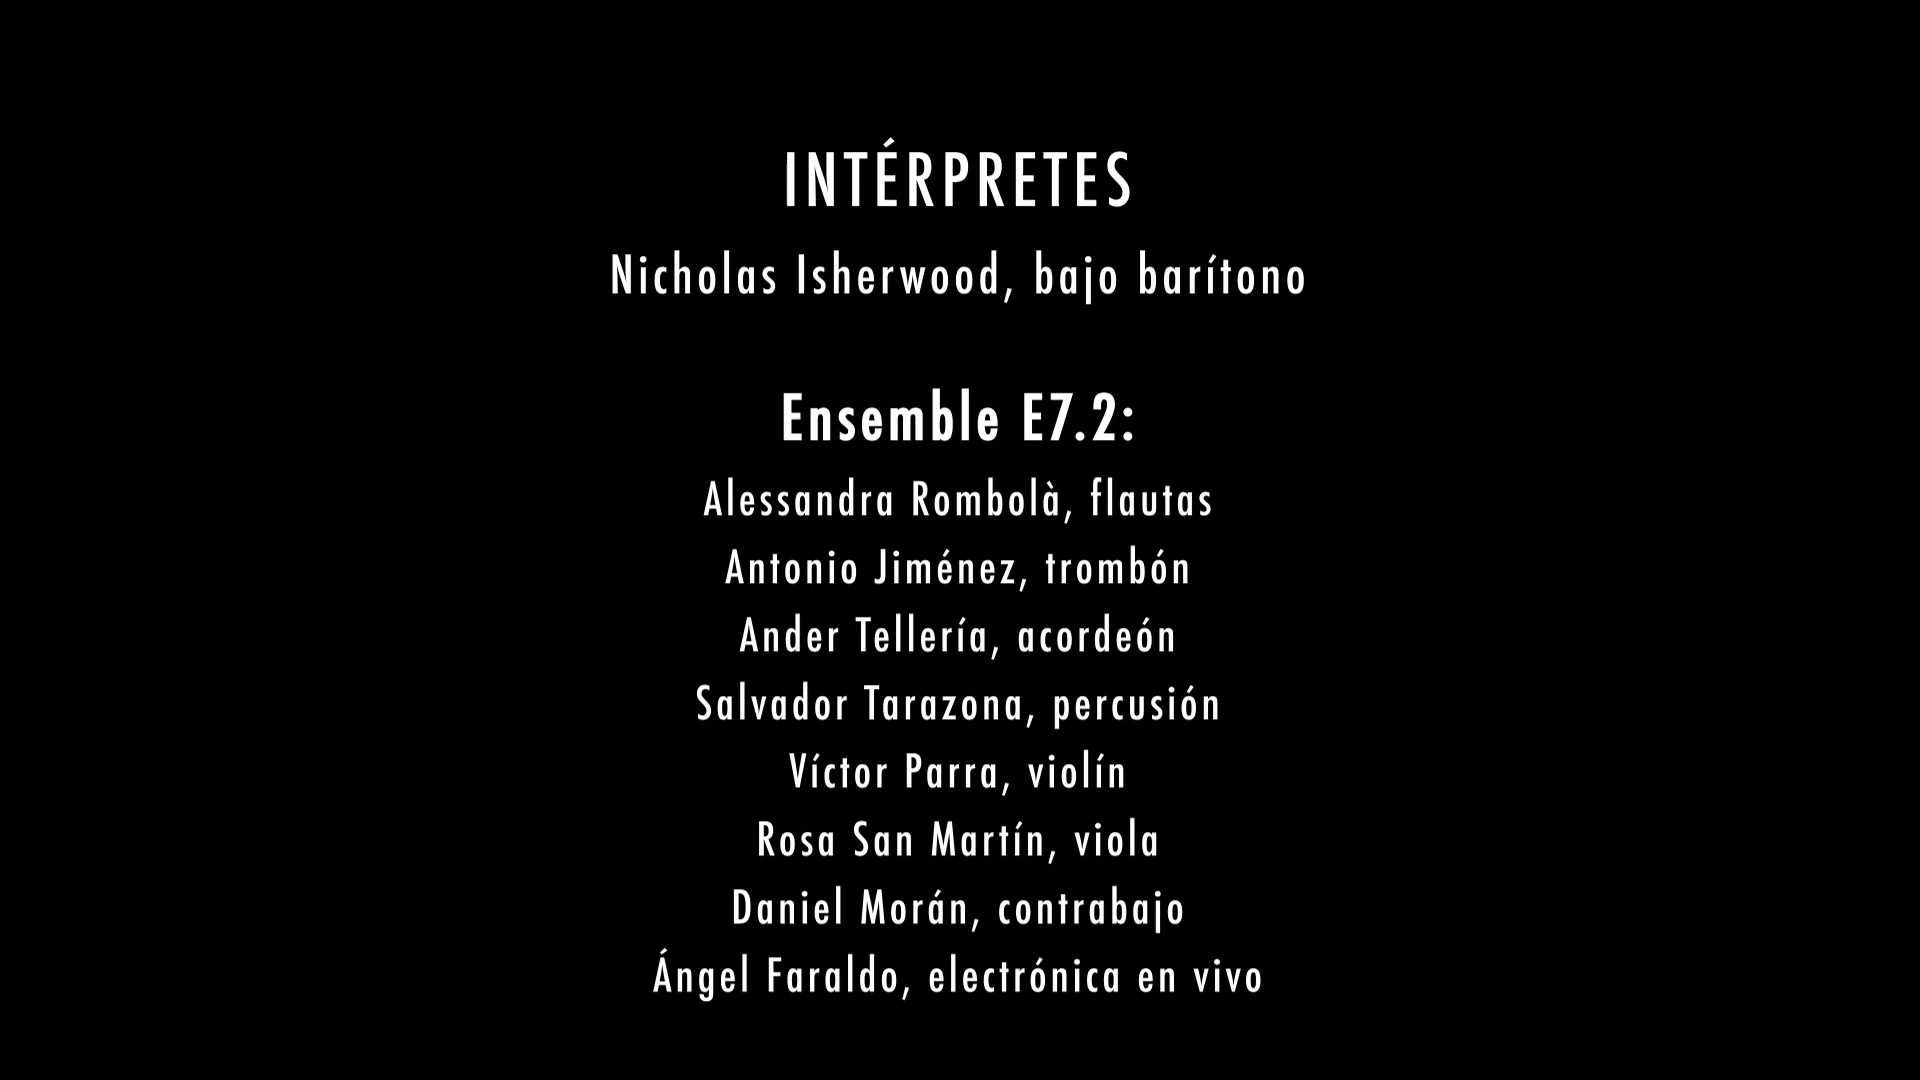 INTÉRPRETES
Nicholas Isherwood, bajo barítono
Ensemble E7.2:
Alessandra Rombolà, flautas
Antonio Jiménez, trombón
Ander Tellería, acordeón
Salvador Tarazona, percusión
Víctor Parra, violín
Rosa San Martín, viola
Daniel Morán, contrabajo
Ángel Faraldo, electrónica en vivo